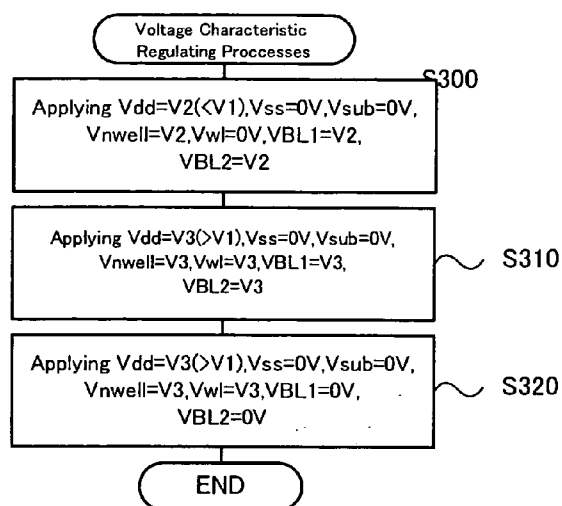 Voltage Characteristic
Regulating Proccesses
S300
Applying Vdd=V2(<V1),Vss=0V,Vsub=0V,
Vnwell=V2,Vwl=0V,VBL1=V2,
VBL2=V2
Applying Vdd=V3(>V1),Vss=0V,Vsub=0V,
Vnwell=V3,Vwl=V3,VBL1=V3,
VBL2=V3
S310
Applying Vdd=V3(>V1),Vss=0V,Vsub=0V,
Vnwell=V3,Vwl=V3,VBL1=0V,
VBL2=0V
S320
END